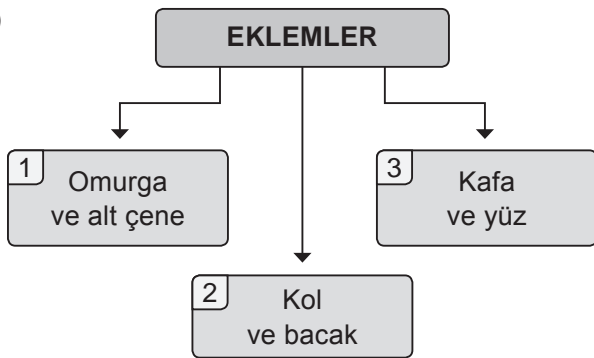 EKLEMLER
1
Omurga
ve alt çene
2
Kol
ve bacak
3
Kafa
ve yüz